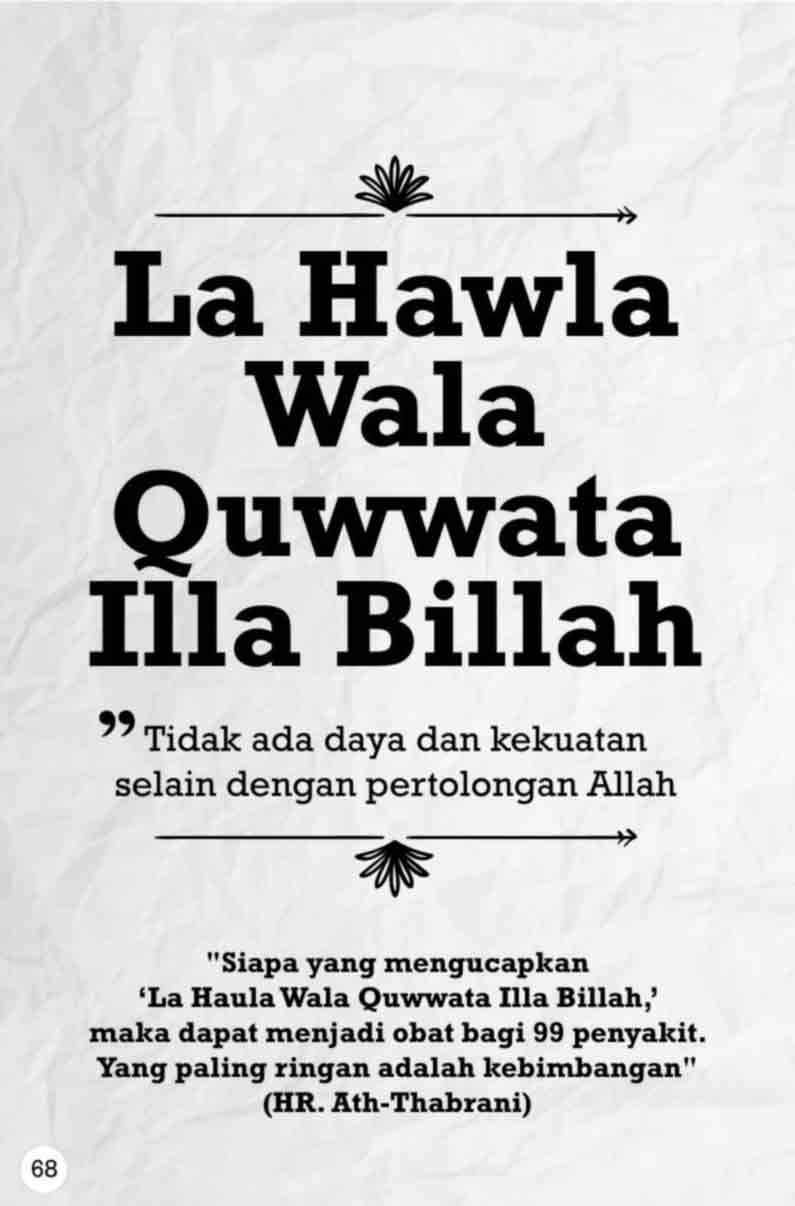 La Hawla
Wala
Quwwata
Illa Billah
”Tidak ada daya dan kekuatan
selain dengan pertolongan Allah
"Siapa yang mengucapkan
‘La Haula Wala Quwwata Illa Billah,’
maka dapat menjadi obat bagi 99 penyakit.
Yang paling ringan adalah kebimbangan"
(HR. Ath-Thabrani)
68